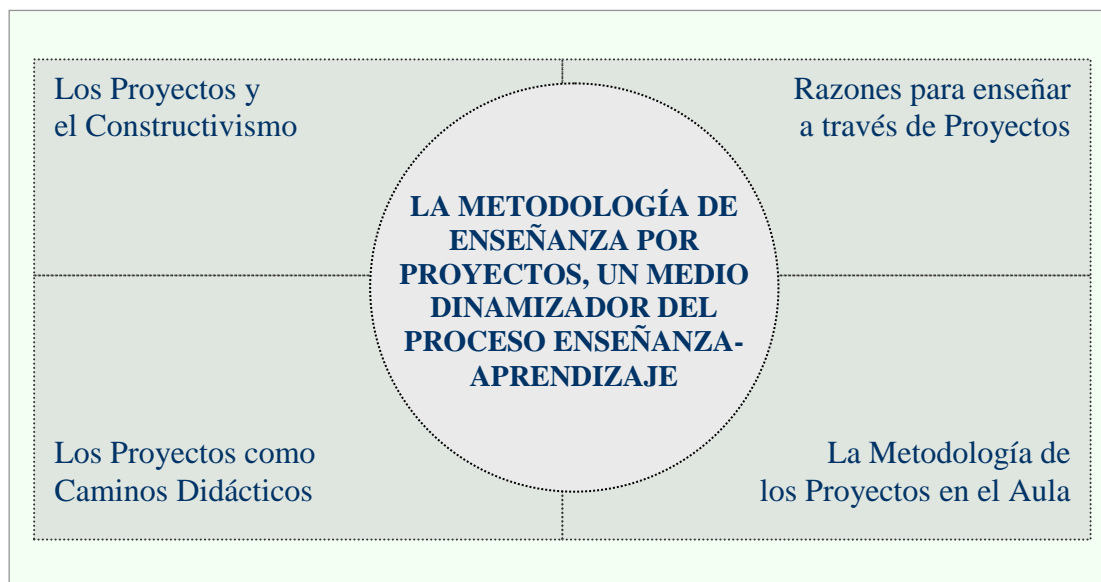 Los Proyectos y
el Constructivismo
Razones para enseñar
a través de Proyectos
LA METODOLOGÍA DE
ENSEÑANZA POR
PROYECTOS, UN MEDIO
DINAMIZADOR DEL
PROCESO ENSEÑANZA-
APRENDIZAJE
Los Proyectos como
Caminos Didácticos
La Metodología de
los Proyectos en el Aula